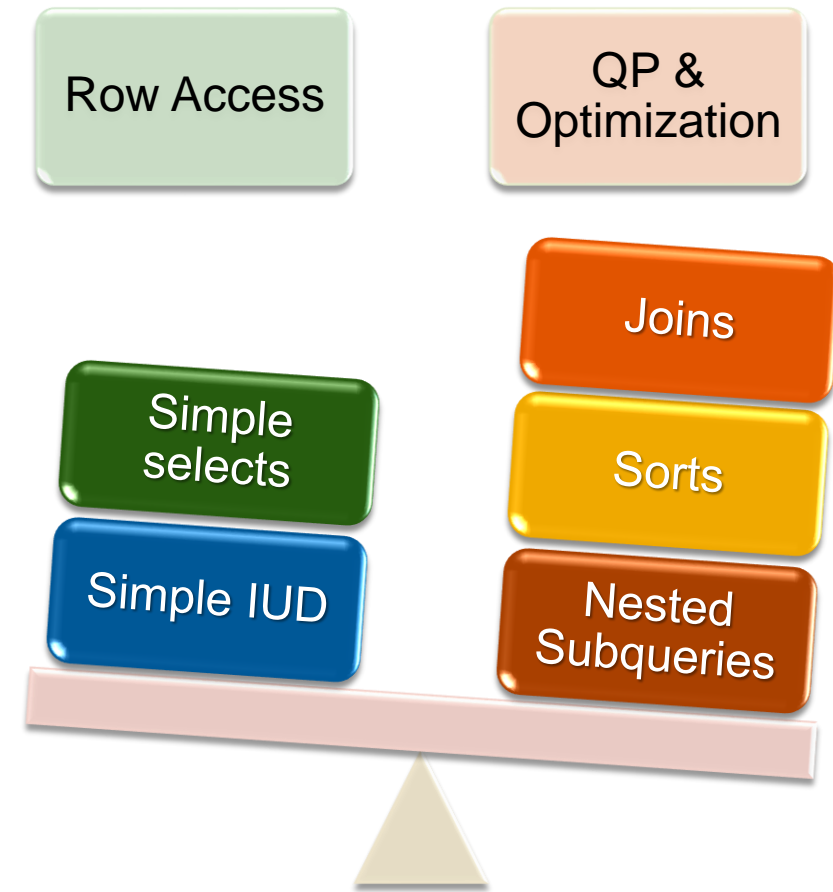 Row Access
QP &
Optimization
Joins
Simple
selects
Sorts
Simple IUD
Nested
Subqueries